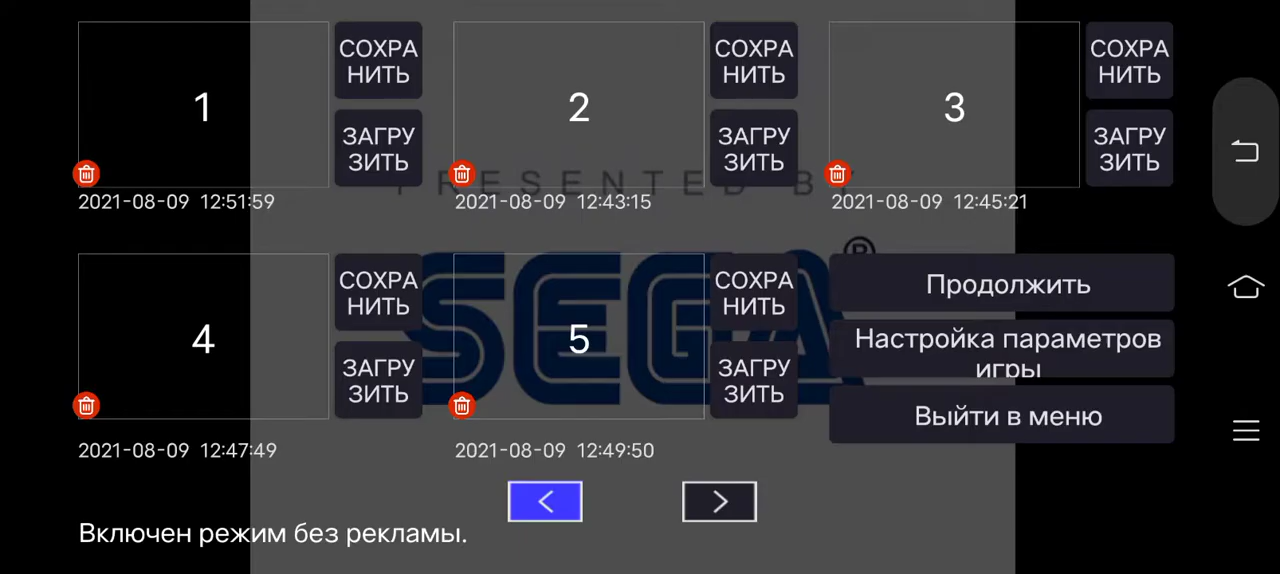 1
СОХРА
НИТЬ
ЗАГРУ
ЗИТЬ
2021-08-09 12:51:59
2
СОХРА
НИТЬ
ЗАГРУ
ЗИТЬ
2021-08-09 12:43:15
3
СОХРА
НИТЬ
ЗАГРУ
ЗИТЬ
2021-08-09 12:45:21
PRESENTED BY
SEGA®
4
СОХРА
НИТЬ
ЗАГРУ
ЗИТЬ
2021-08-09 12:47:49
5
СОХРА
НИТЬ
ЗАГРУ
ЗИТЬ
2021-08-09 12:49:50
Продолжить
Настройка параметров
игры
Выйти в меню
< >
Включен режим без рекламы.